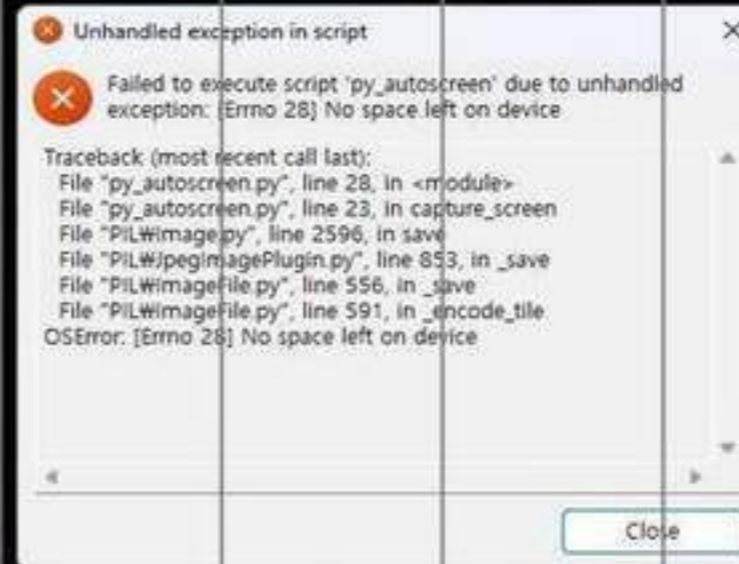 Unhandled exception in script
Failed to execute script 'py_autoscreen' due to unhandled
exception: [Errno 28] No space left on device
Traceback (most recent call last):
File "py_autoscreen.py", line 28, in <module>
File "py_autoscreen.py", line 23, in capture_screen
File "PIL₩Image.py", line 2596, in save
File "PIL₩JpegImagePlugin.py", line 853, in _save
File "PIL₩ImageFile.py", line 556, in _save
File "PIL₩ImageFile.py", line 591, in _encode_tile
OSError: [Errno 28] No space left on device
Close